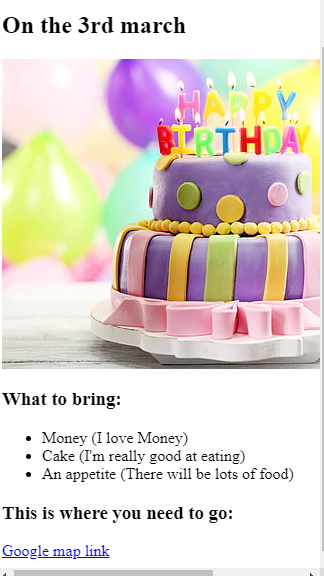 On the 3rd march
HAPPY
BIRTHDAY
What to bring:
Money (I love Money)
Cake (I'm really good at eating)
An appetite (There will be lots of food)
This is where you need to go:
Google map link